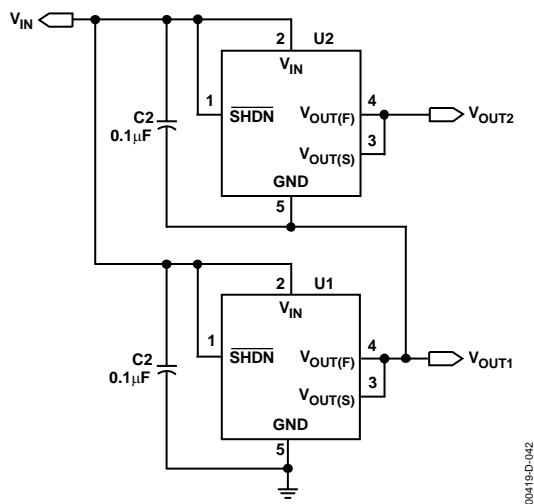 VIN
2 U2
VIN
1 SHDN
C2
0.1µF
VOUT(F) 4
VOUT2
VOUT(S) 3
GND
5
2 U1
VIN
1 SHDN
C2
0.1µF
VOUT(F) 4
VOUT1
VOUT(S) 3
GND
5
00419-D-042